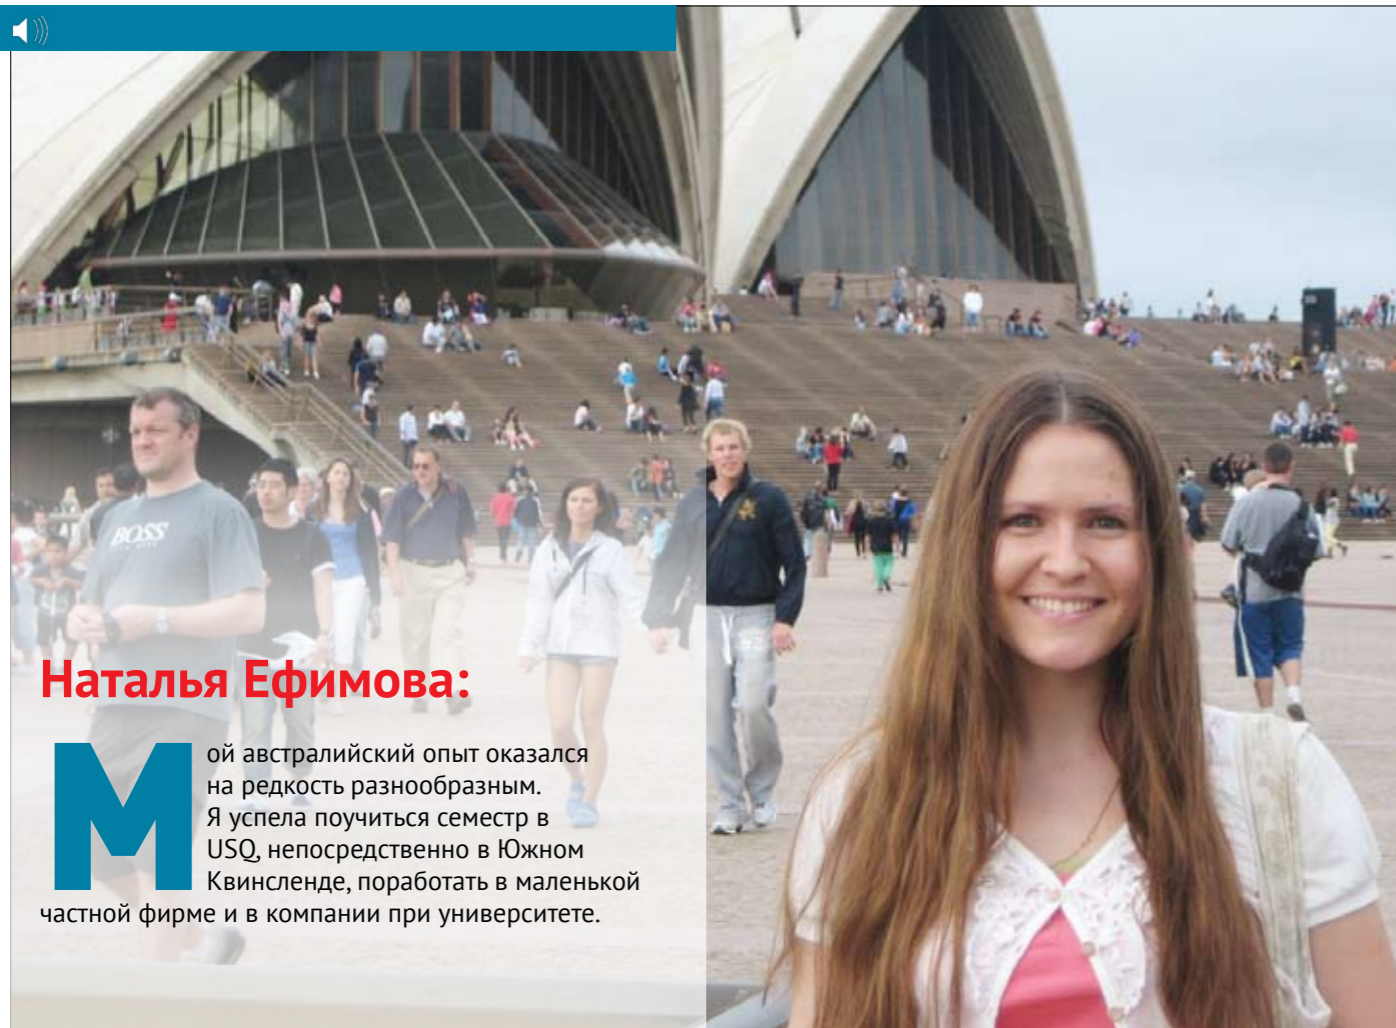 BOSS
Наталья Ефимова:
Мой австралийский опыт оказался
на редкость разнообразным.
Я успела поучиться семестр в
USQ, непосредственно в Южном
Квинсленде, поработать в маленькой
частной фирме и в компании при университете.